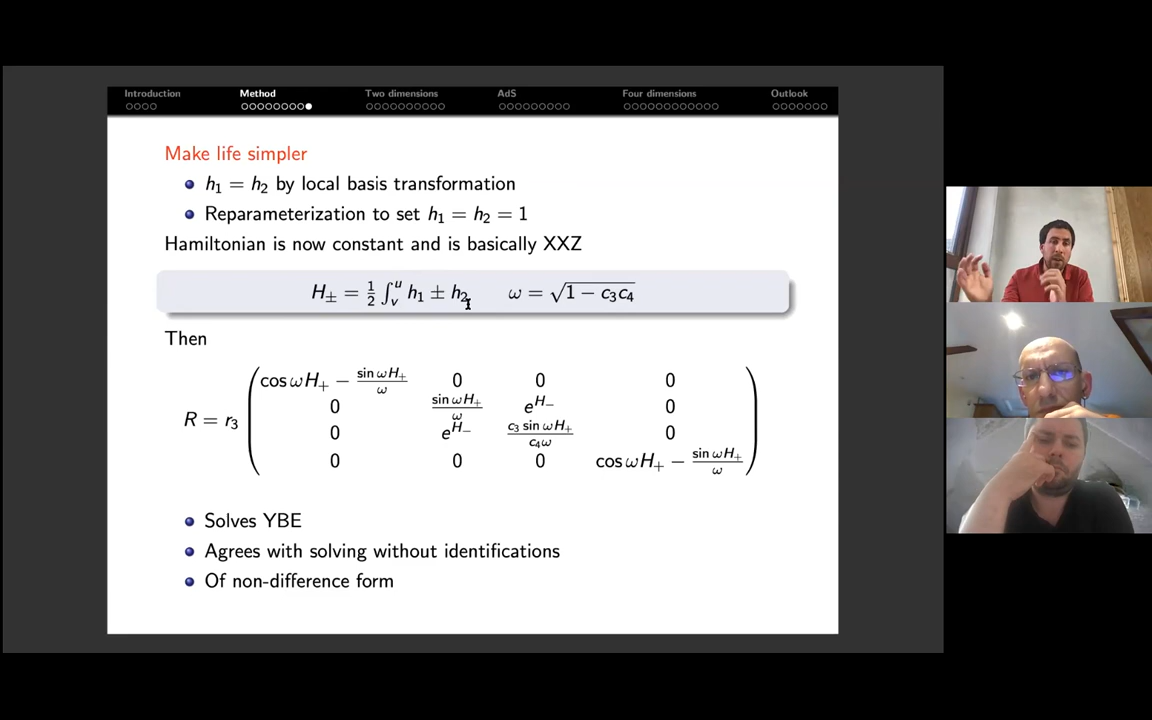 Introduction Method Two dimensions AdS Four dimensions Outlook
Make life simpler
h₁ = h₂ by local basis transformation
Reparameterization to set h₁ = h₂ = 1
Hamiltonian is now constant and is basically XXZ
H± = ½ ∫ᵥᵘ h₁ ± h₂ ω = √(1 − c₃c₄)
Then
R = r₃ ( cos ωH₊ − (sin ωH₊)/ω 0 0 0
0 (sin ωH₊)/ω e^{H₋} 0
0 e^{H₋} (c₃ sin ωH₊)/(c₄ω) 0
0 0 0 cos ωH₊ − (sin ωH₊)/ω )
Solves YBE
Agrees with solving without identifications
Of non-difference form